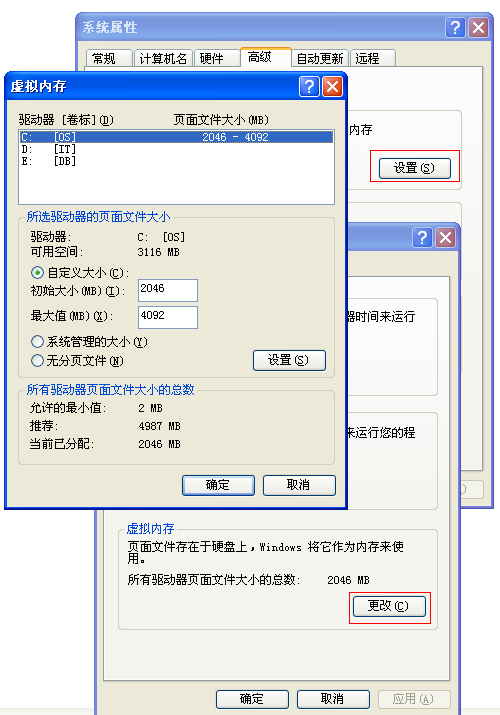 系统属性
常规 计算机名 硬件 高级 自动更新 远程
内存
设置(S)
虚拟内存
驱动器 [卷标](D) 页面文件大小(MB)
C: [OS] 2046 - 4092
D: [IT]
E: [DB]
所选驱动器的页面文件大小
驱动器: C: [OS]
可用空间: 3116 MB
自定义大小(C):
初始大小(MB)(I): 2046
最大值(MB)(X): 4092
系统管理的大小(Y)
无分页文件(N)
设置(S)
所有驱动器页面文件大小的总数
允许的最小值: 2 MB
推荐: 4987 MB
当前已分配: 2046 MB
确定 取消
器时间来运行
来运行您的程
)
虚拟内存
页面文件存在于硬盘上，Windows 将它作为内存来使
用。
所有驱动器页面文件大小的总数: 2046 MB
更改(C)
确定 取消 应用(A)